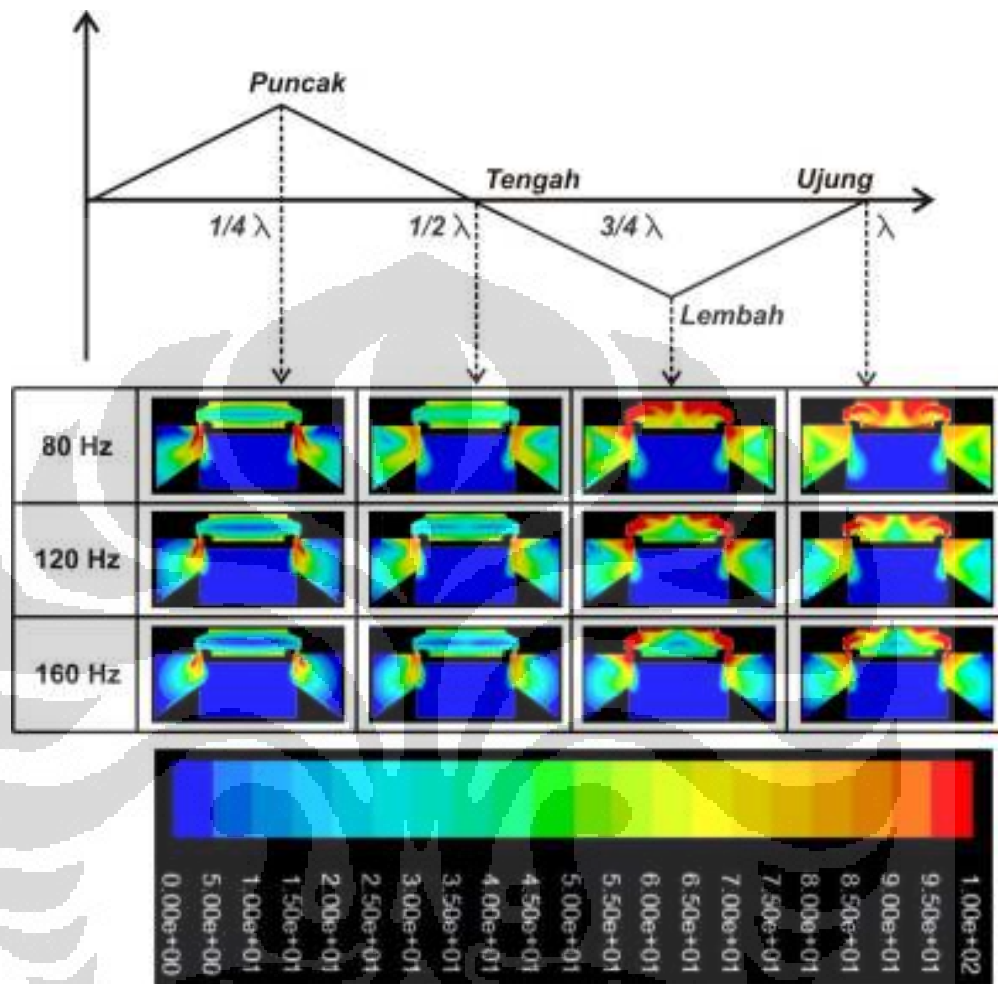 Puncak
Tengah
Ujung
1/4 λ
1/2 λ
3/4 λ
λ
Lembah
80 Hz
120 Hz
160 Hz
0.00e+00
5.00e+00
1.00e+01
1.50e+01
2.00e+01
2.50e+01
3.00e+01
3.50e+01
4.00e+01
4.50e+01
5.00e+01
5.50e+01
6.00e+01
6.50e+01
7.00e+01
7.50e+01
8.00e+01
8.50e+01
9.00e+01
9.50e+01
1.00e+02